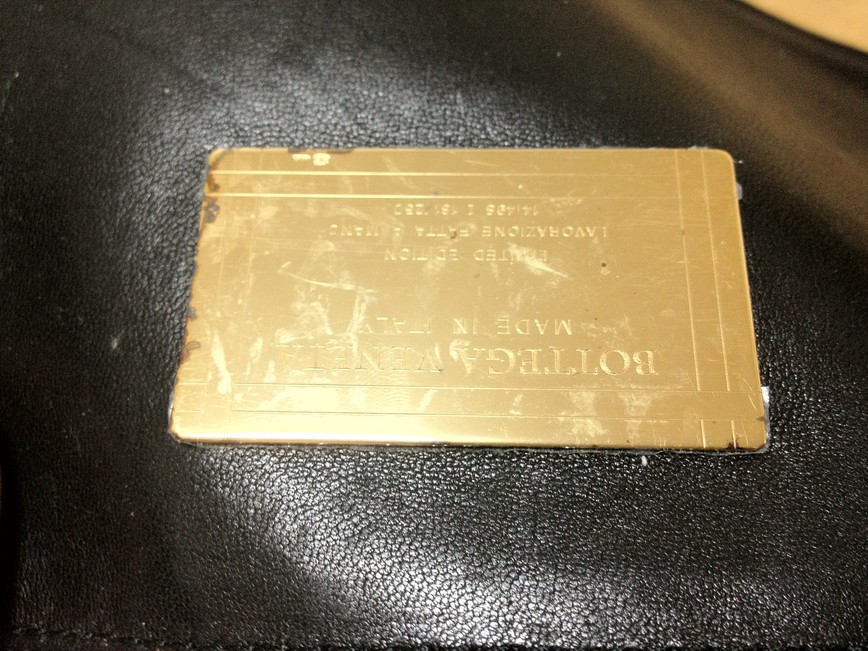 BOTTEGA VENETA
MADE IN ITALY
LIMITED EDITION
LAVORAZIONE FATTA A MANO